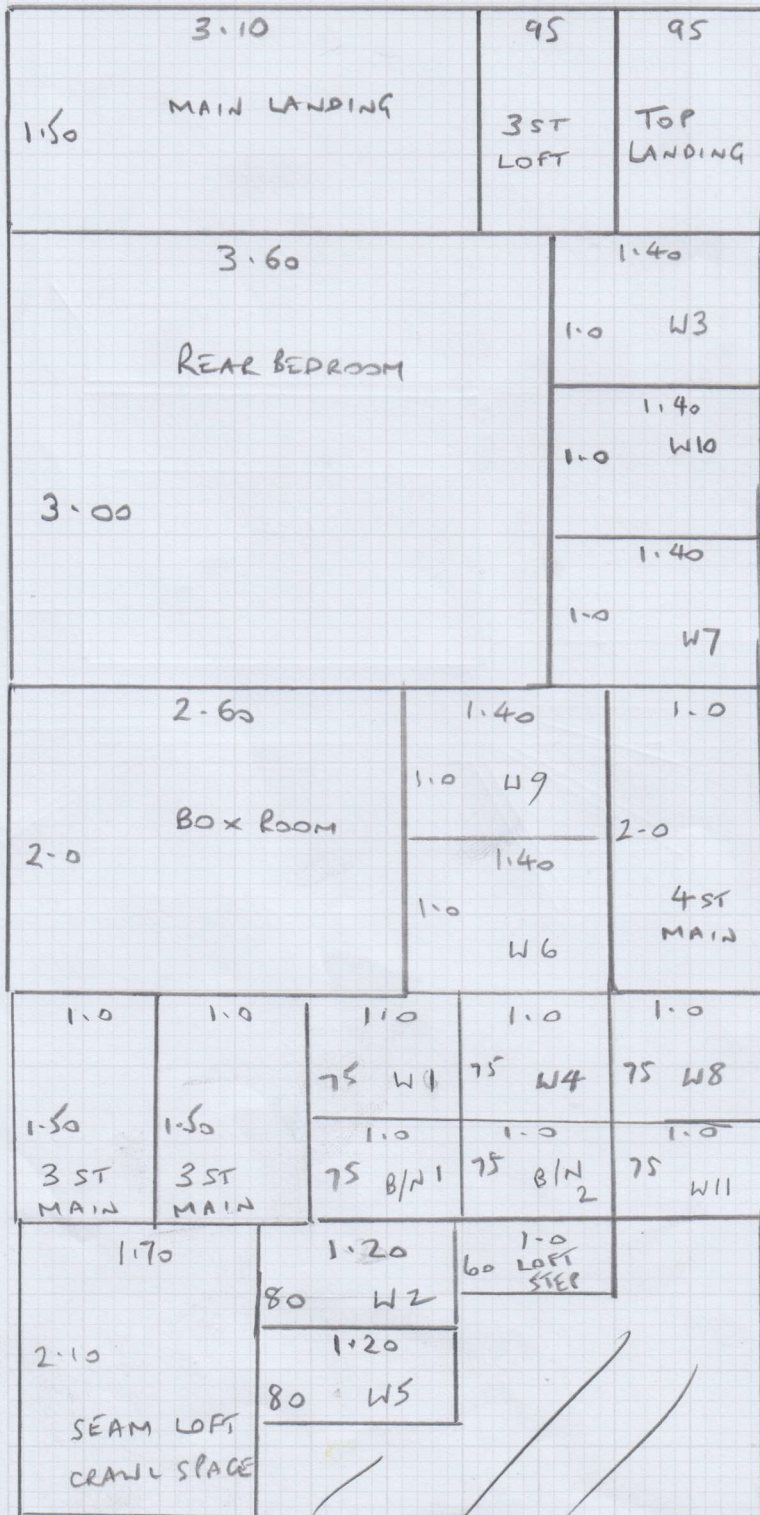 3.10
95
95
MAIN LANDING
1.50
3 ST
LOFT
TOP
LANDING
3.60
REAR BEDROOM
3.00
1.40
1.0 W3
1.40
1.0 W10
1.40
1.0
W7
2.60
BOX ROOM
2.0
1.40
1.0 W9
1.40
1.0
W6
1.0
2.0
4 ST
MAIN
1.0
1.50
3 ST
MAIN
1.0
1.50
3 ST
MAIN
1.0
75 W1
1.0
75 W4
1.0
75 W8
1.0
75 B/N 1
1.0
75 B/N
2
1.0
75 W11
1.70
2.10
SEAM LOFT
CRAWL SPACE
1.20
80 W2
1.20
80 W5
1.0
60 LOFT
STEP